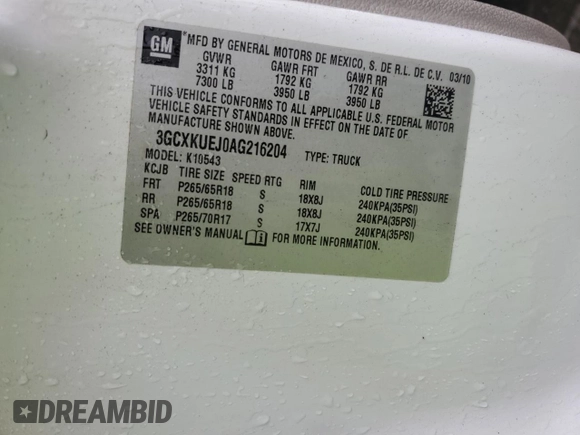 GM MFD BY GENERAL MOTORS DE MEXICO, S. DE R.L. DE C.V. 03/10
GVWR GAWR FRT GAWR RR
3311 KG 1792 KG 1792 KG
7300 LB 3950 LB 3950 LB
THIS VEHICLE CONFORMS TO ALL APPLICABLE U.S. FEDERAL MOTOR
VEHICLE SAFETY STANDARDS IN EFFECT ON THE DATE OF
MANUFACTURE SHOWN ABOVE.
3GCXKUEJ0AG216204 TYPE: TRUCK
MODEL: K10543
KCJB TIRE SIZE SPEED RTG RIM COLD TIRE PRESSURE
FRT P265/65R18 S 18X8J 240KPA(35PSI)
RR P265/65R18 S 18X8J 240KPA(35PSI)
SPA P265/70R17 S 17X7J 240KPA(35PSI)
SEE OWNER'S MANUAL FOR MORE INFORMATION.
DREAMBID